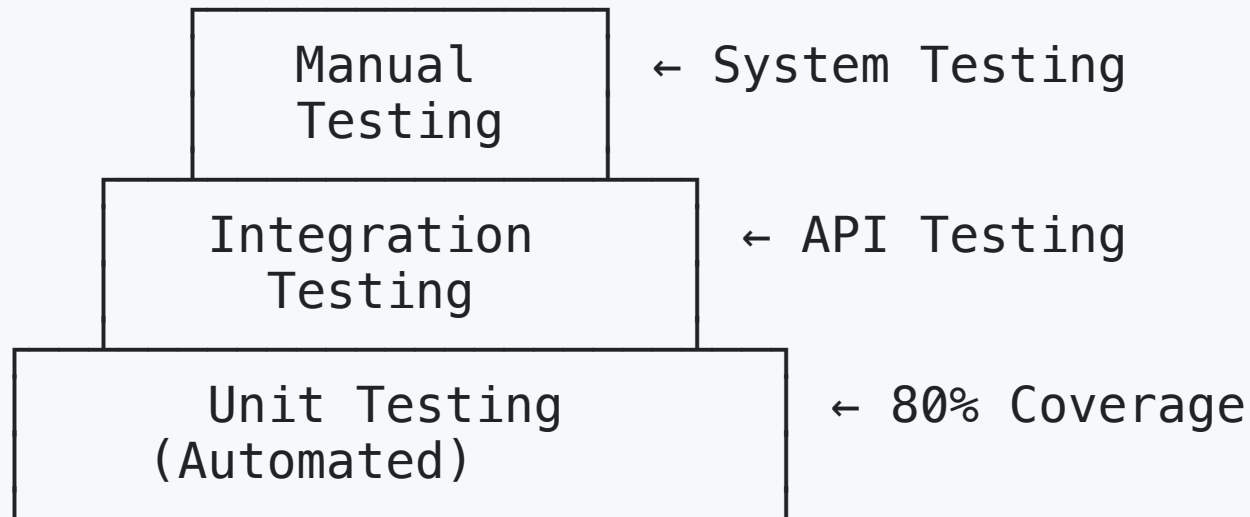 Manual ← System Testing
Testing
Integration ← API Testing
Testing
Unit Testing ← 80% Coverage
(Automated)